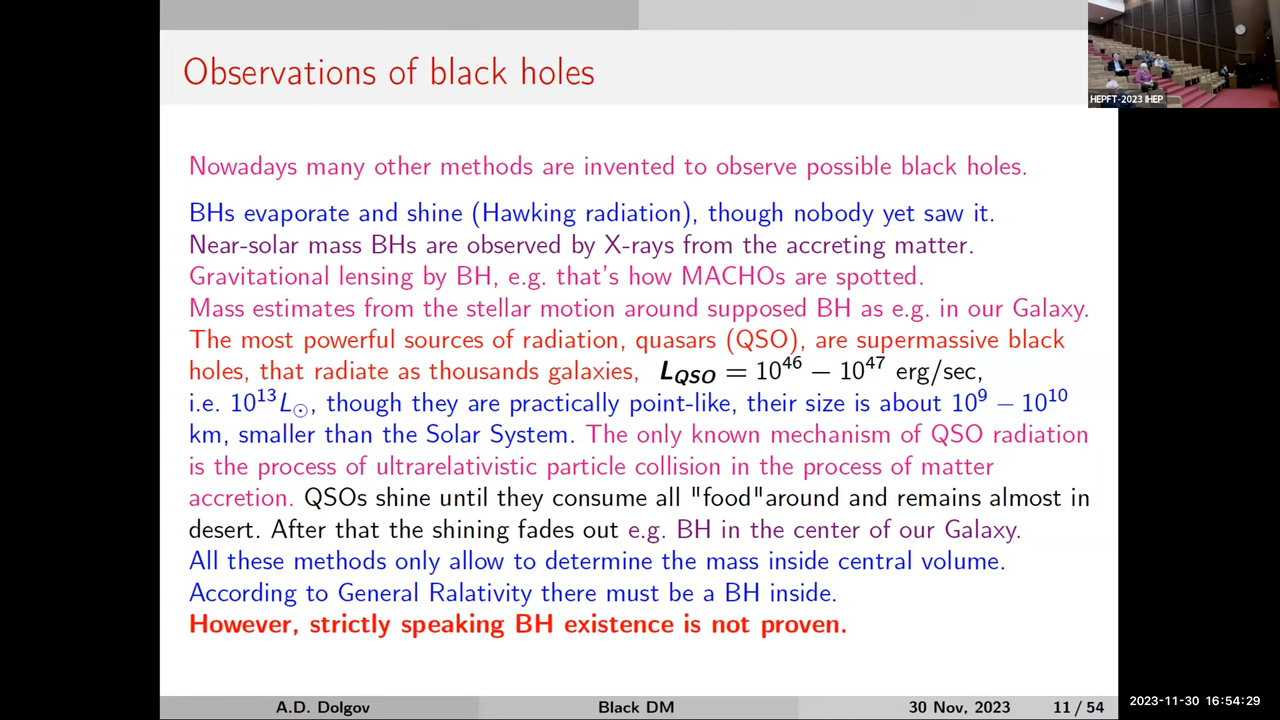 Observations of black holes
HEPFT-2023 IHEP
Nowadays many other methods are invented to observe possible black holes.
BHs evaporate and shine (Hawking radiation), though nobody yet saw it.
Near-solar mass BHs are observed by X-rays from the accreting matter.
Gravitational lensing by BH, e.g. that's how MACHOs are spotted.
Mass estimates from the stellar motion around supposed BH as e.g. in our Galaxy.
The most powerful sources of radiation, quasars (QSO), are supermassive black
holes, that radiate as thousands galaxies, L_QSO = 10^46 − 10^47 erg/sec,
i.e. 10^13 L_⊙, though they are practically point-like, their size is about 10^9 − 10^10
km, smaller than the Solar System. The only known mechanism of QSO radiation
is the process of ultrarelativistic particle collision in the process of matter
accretion. QSOs shine until they consume all "food"around and remains almost in
desert. After that the shining fades out e.g. BH in the center of our Galaxy.
All these methods only allow to determine the mass inside central volume.
According to General Ralativity there must be a BH inside.
However, strictly speaking BH existence is not proven.
A.D. Dolgov Black DM 30 Nov, 2023 11 / 54
2023-11-30 16:54:29